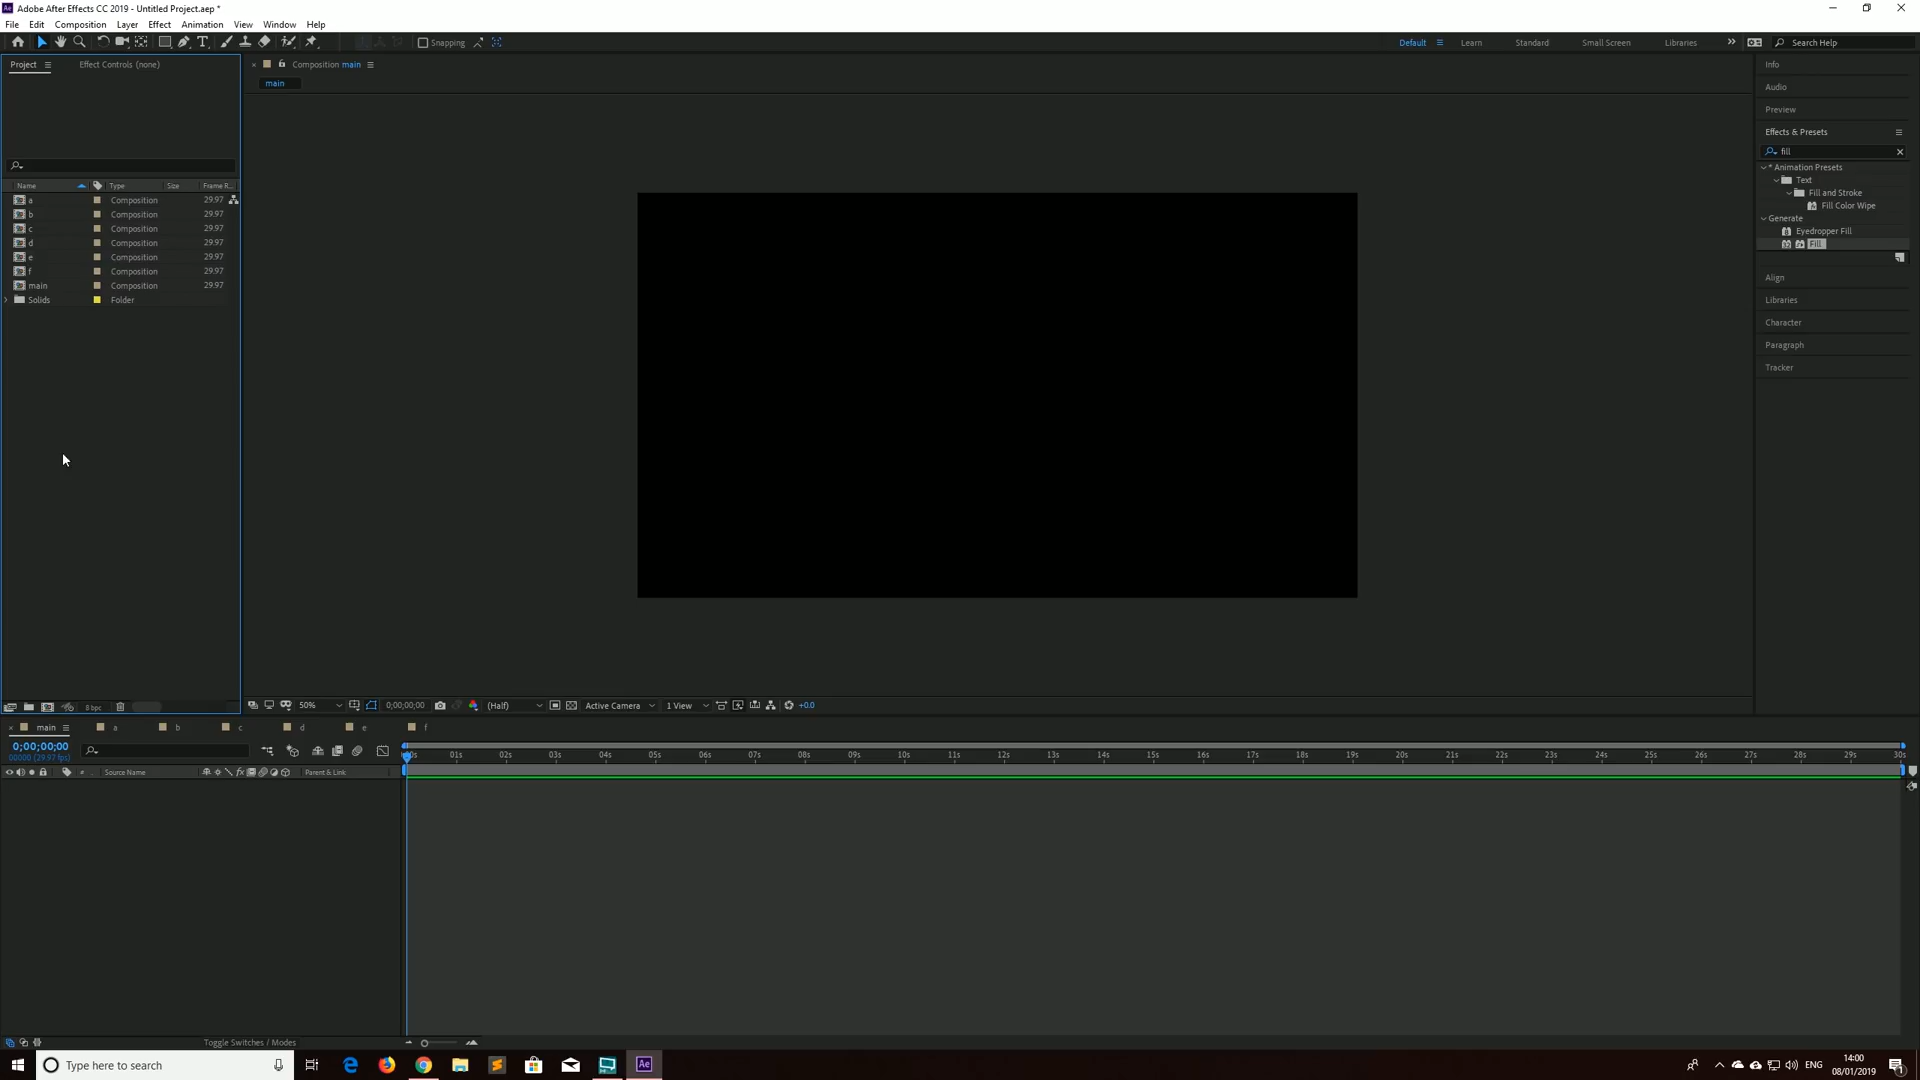 Adobe After Effects CC 2019 - Untitled Project.aep *
File Edit Composition Layer Effect Animation View Window Help
Snapping
Default Learn Standard Small Screen Libraries Search Help
Project Effect Controls (none)
Composition main
main
Name Type Size Frame R...
a Composition 29.97
b Composition 29.97
c Composition 29.97
d Composition 29.97
e Composition 29.97
f Composition 29.97
main Composition 29.97
Solids Folder
Info
Audio
Preview
Effects & Presets
fill
* Animation Presets
Text
Fill and Stroke
Fill Color Wipe
Generate
Eyedropper Fill
Fill
Align
Libraries
Character
Paragraph
Tracker
8 bpc
50% 0;00;00;00 (Half) Active Camera 1 View +0.0
main a b c d e f
0;00;00;00
00000 (29.97 fps)
01s 02s 03s 04s 05s 06s 07s 08s 09s 10s 11s 12s 13s 14s 15s 16s 17s 18s 19s 20s 21s 22s 23s 24s 25s 26s 27s 28s 29s 30s
# Source Name fx Parent & Link
Toggle Switches / Modes
Type here to search
Ae
ENG
14:00
08/01/2019